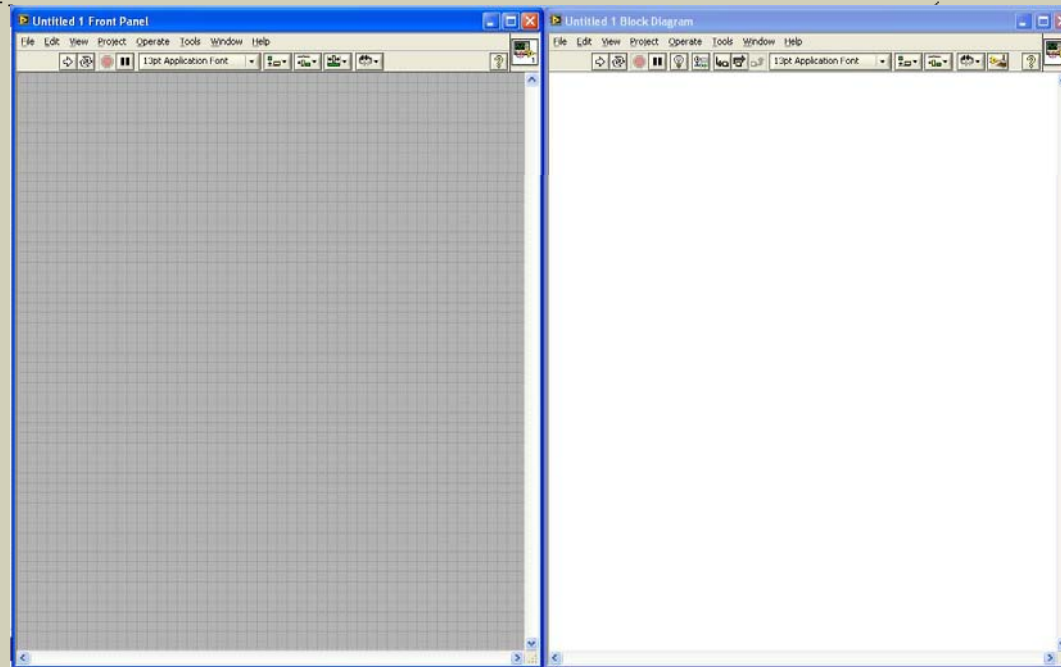 Untitled 1 Front Panel
File Edit View Project Operate Tools Window Help
13pt Application Font
Untitled 1 Block Diagram
File Edit View Project Operate Tools Window Help
13pt Application Font